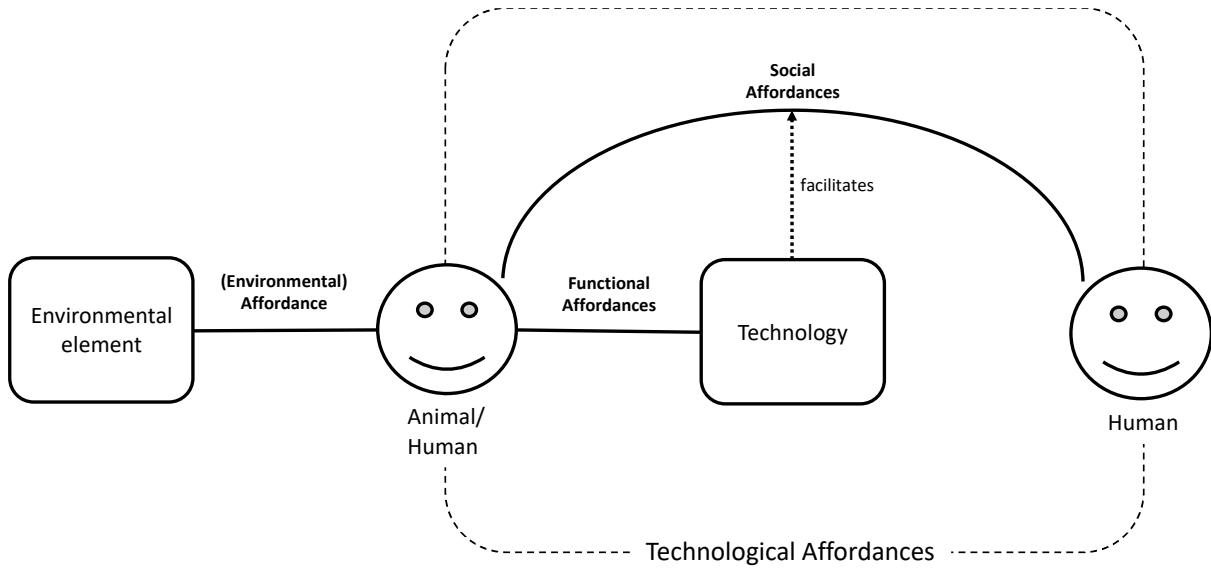 Social
Affordances
facilitates
(Environmental)
Affordance
Functional
Affordances
Environmental
element
Technology
Animal/
Human
Human
Technological Affordances